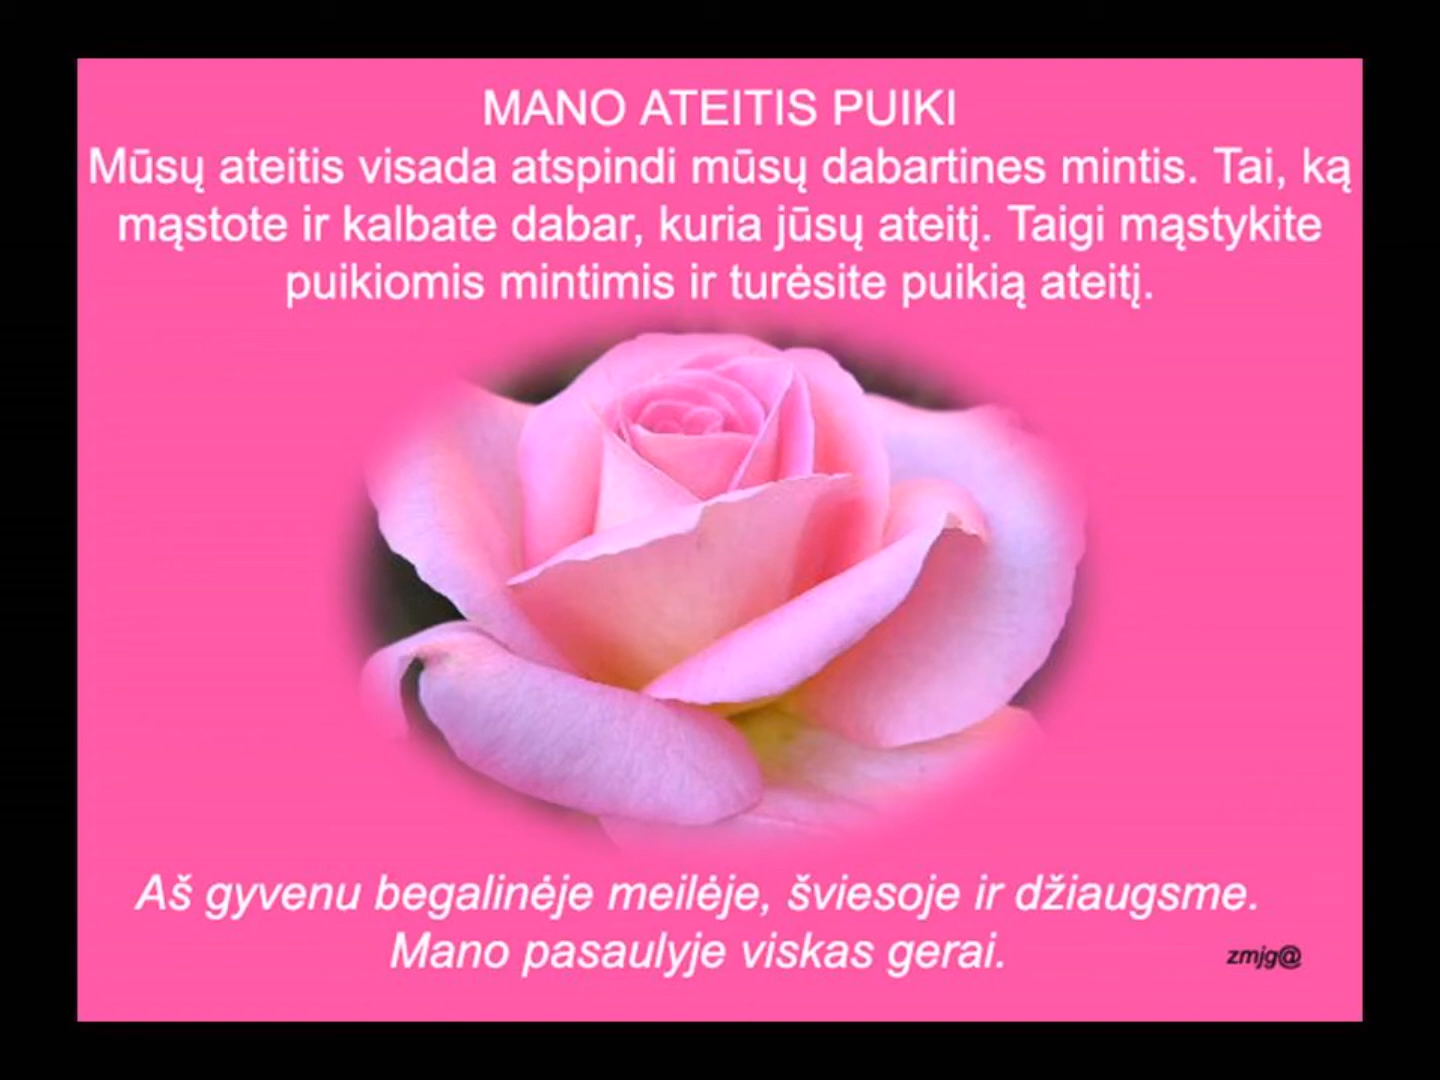 MANO ATEITIS PUIKI
Mūsų ateitis visada atspindi mūsų dabartines mintis. Tai, ką
mąstote ir kalbate dabar, kuria jūsų ateitį. Taigi mąstykite
puikiomis mintimis ir turėsite puikią ateitį.
Aš gyvenu begalinėje meilėje, šviesoje ir džiaugsme.
Mano pasaulyje viskas gerai.
zmjg@